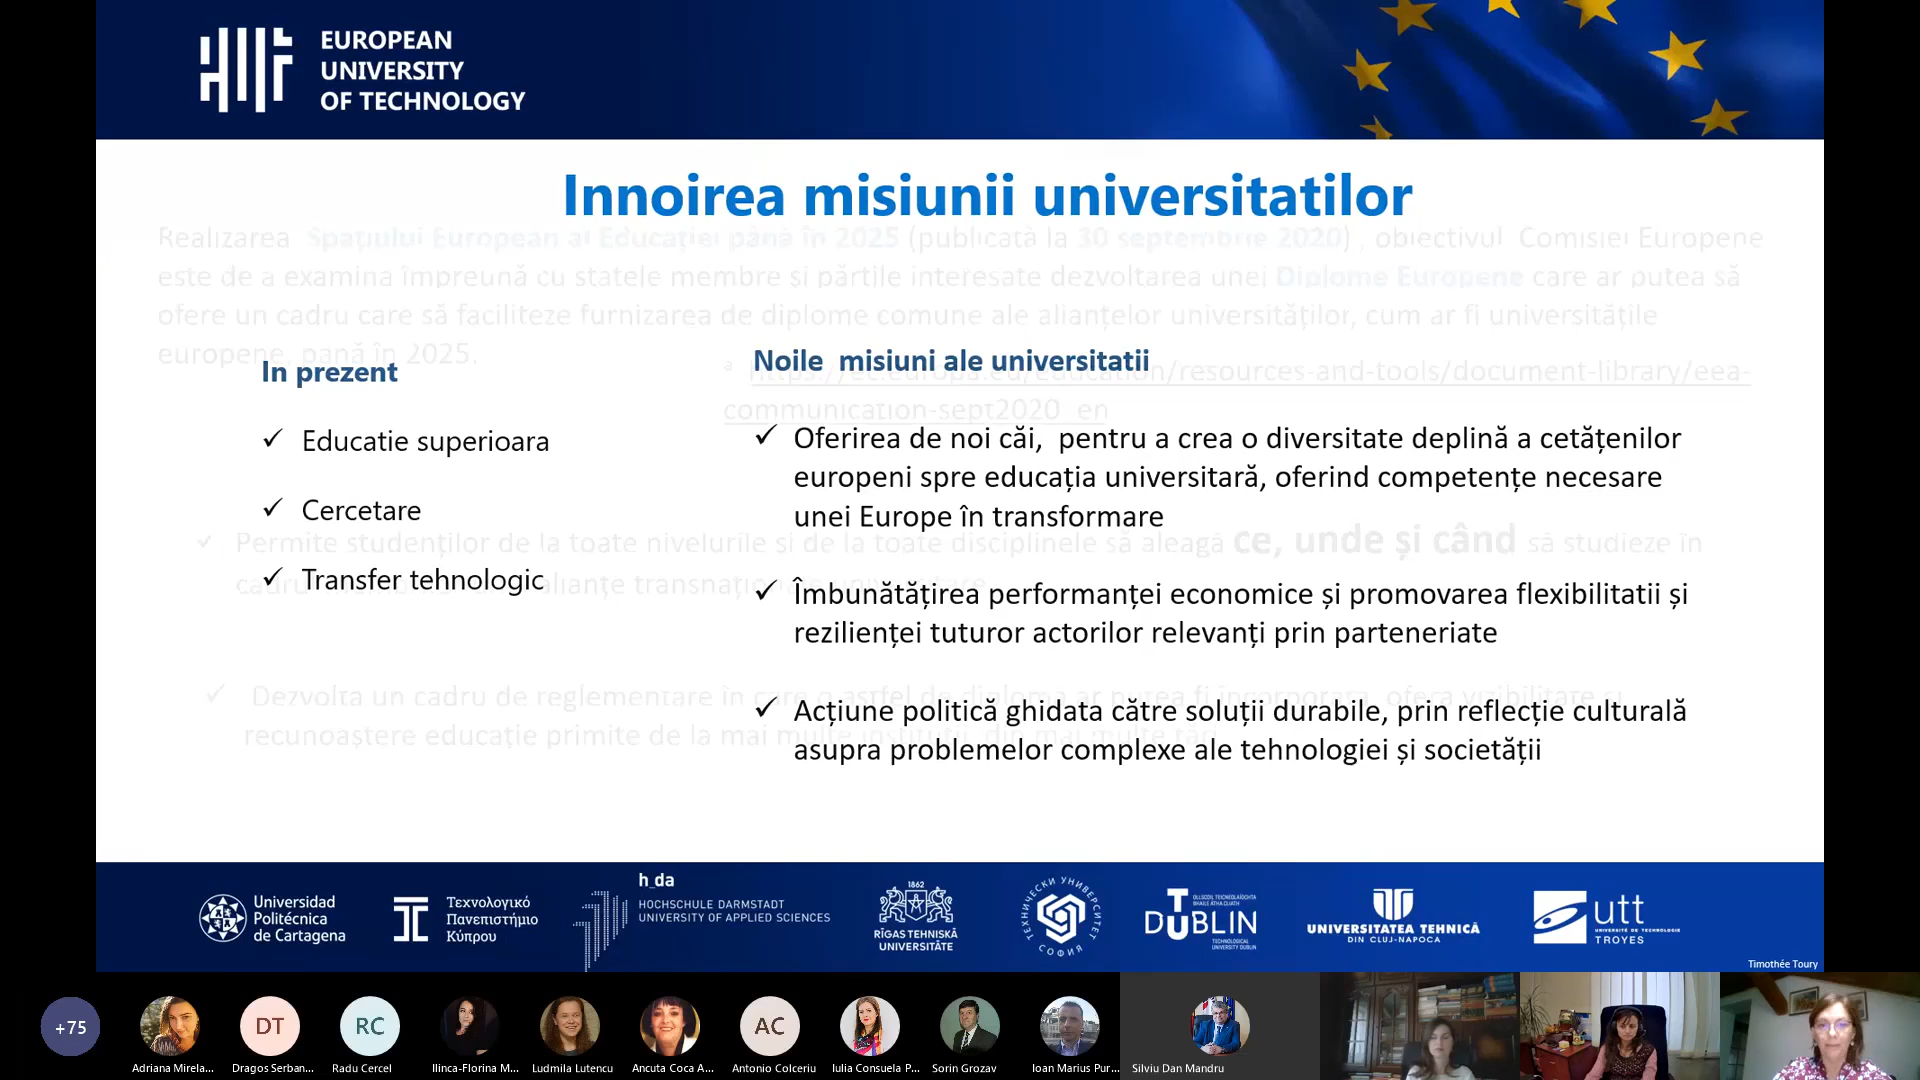 EUROPEAN
UNIVERSITY
OF TECHNOLOGY
Innoirea misiunii universitatilor
Realizarea Spațiului European al Educației până în 2025 (publicată la 30 septembrie 2020) , obiectivul Comisiei Europene
este de a examina împreună cu statele membre și părțile interesate dezvoltarea unei Diplome Europene care ar putea să
ofere un cadru care să faciliteze furnizarea de diplome comune ale alianțelor universităților, cum ar fi universitățile
europene, pană în 2025.
In prezent
Educatie superioara
Cercetare
Transfer tehnologic
Noile misiuni ale universitatii
https://ec.europa.eu/education/resources-and-tools/document-library/eea-
communication-sept2020_en
Oferirea de noi căi, pentru a crea o diversitate deplină a cetățenilor
europeni spre educația universitară, oferind competențe necesare
unei Europe în transformare
Permite studenților de la toate nivelurile si de la toate disciplinele să aleagă ce, unde și când să studieze în
Îmbunătățirea performanței economice și promovarea flexibilitatii și
rezilienței tuturor actorilor relevanți prin parteneriate
Dezvolta un cadru de reglementare în care o astfel de diploma ar putea fi incorporata, ofera vizibilitate si
recunoaștere educație primite de la mai multe institutii, din mai multe țări
Acțiune politică ghidata către soluții durabile, prin reflecție culturală
asupra problemelor complexe ale tehnologiei și societății
Universidad
Politécnica
de Cartagena
Τεχνολογικό
Πανεπιστήμιο
Κύπρου
h_da
HOCHSCHULE DARMSTADT
UNIVERSITY OF APPLIED SCIENCES
1862
RĪGAS TEHNISKĀ
UNIVERSITĀTE
ТЕХНИЧЕСКИ УНИВЕРСИТЕТ
СОФИЯ
OLLSCOIL TEICNEOLAÍOCHTA
BHAILE ÁTHA CLIATH
DUBLIN
TECHNOLOGICAL
UNIVERSITY DUBLIN
UNIVERSITATEA TEHNICĂ
DIN CLUJ-NAPOCA
utt
UNIVERSITÉ DE TECHNOLOGIE
TROYES
Timothée Toury
+75
DT
RC
AC
Adriana Mirela...
Dragos Serban...
Radu Cercel
Ilinca-Florina M...
Ludmila Lutencu
Ancuta Coca A...
Antonio Colceriu
Iulia Consuela P...
Sorin Grozav
Ioan Marius Pur...
Silviu Dan Mandru